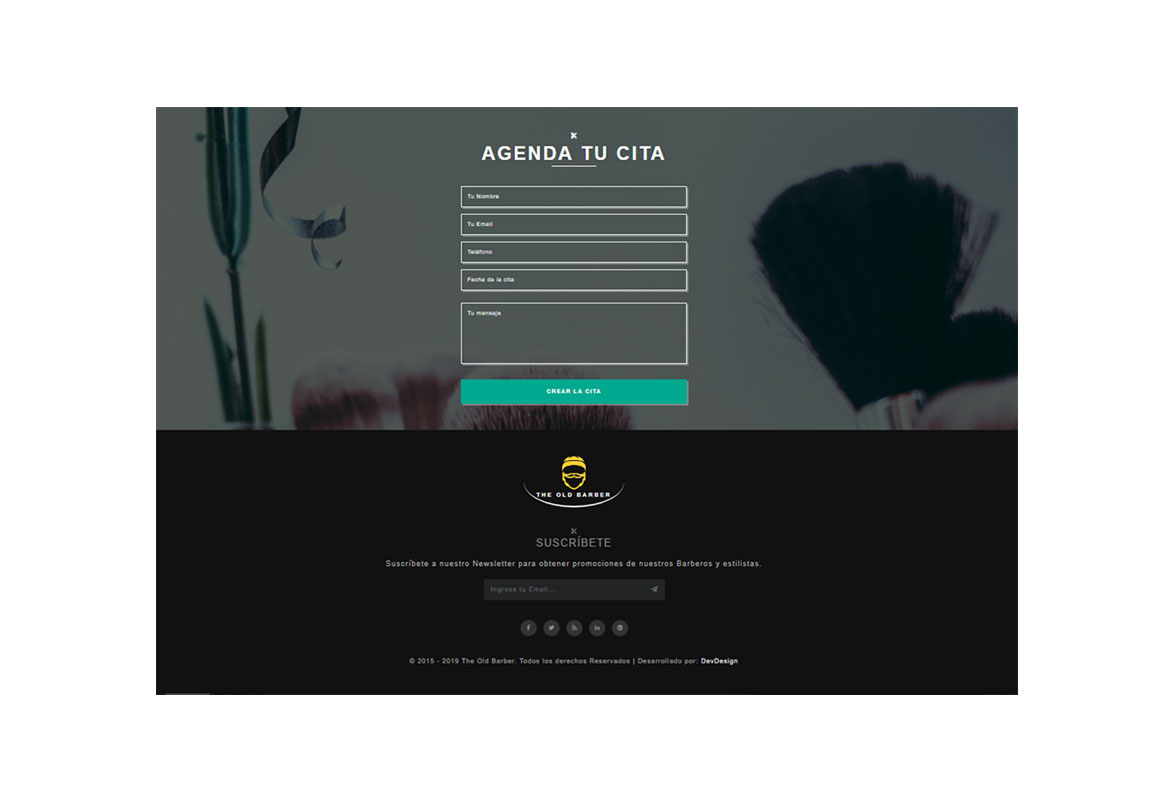 AGENDA TU CITA
Tu Nombre
Tu Email
Teléfono
Fecha de la cita
Tu mensaje
CREAR LA CITA
THE OLD BARBER
SUSCRÍBETE
Suscríbete a nuestro Newsletter para obtener promociones de nuestros Barberos y estilistas.
Ingresa tu Email...
© 2015 - 2019 The Old Barber. Todos los derechos Reservados | Desarrollado por: DevDesign